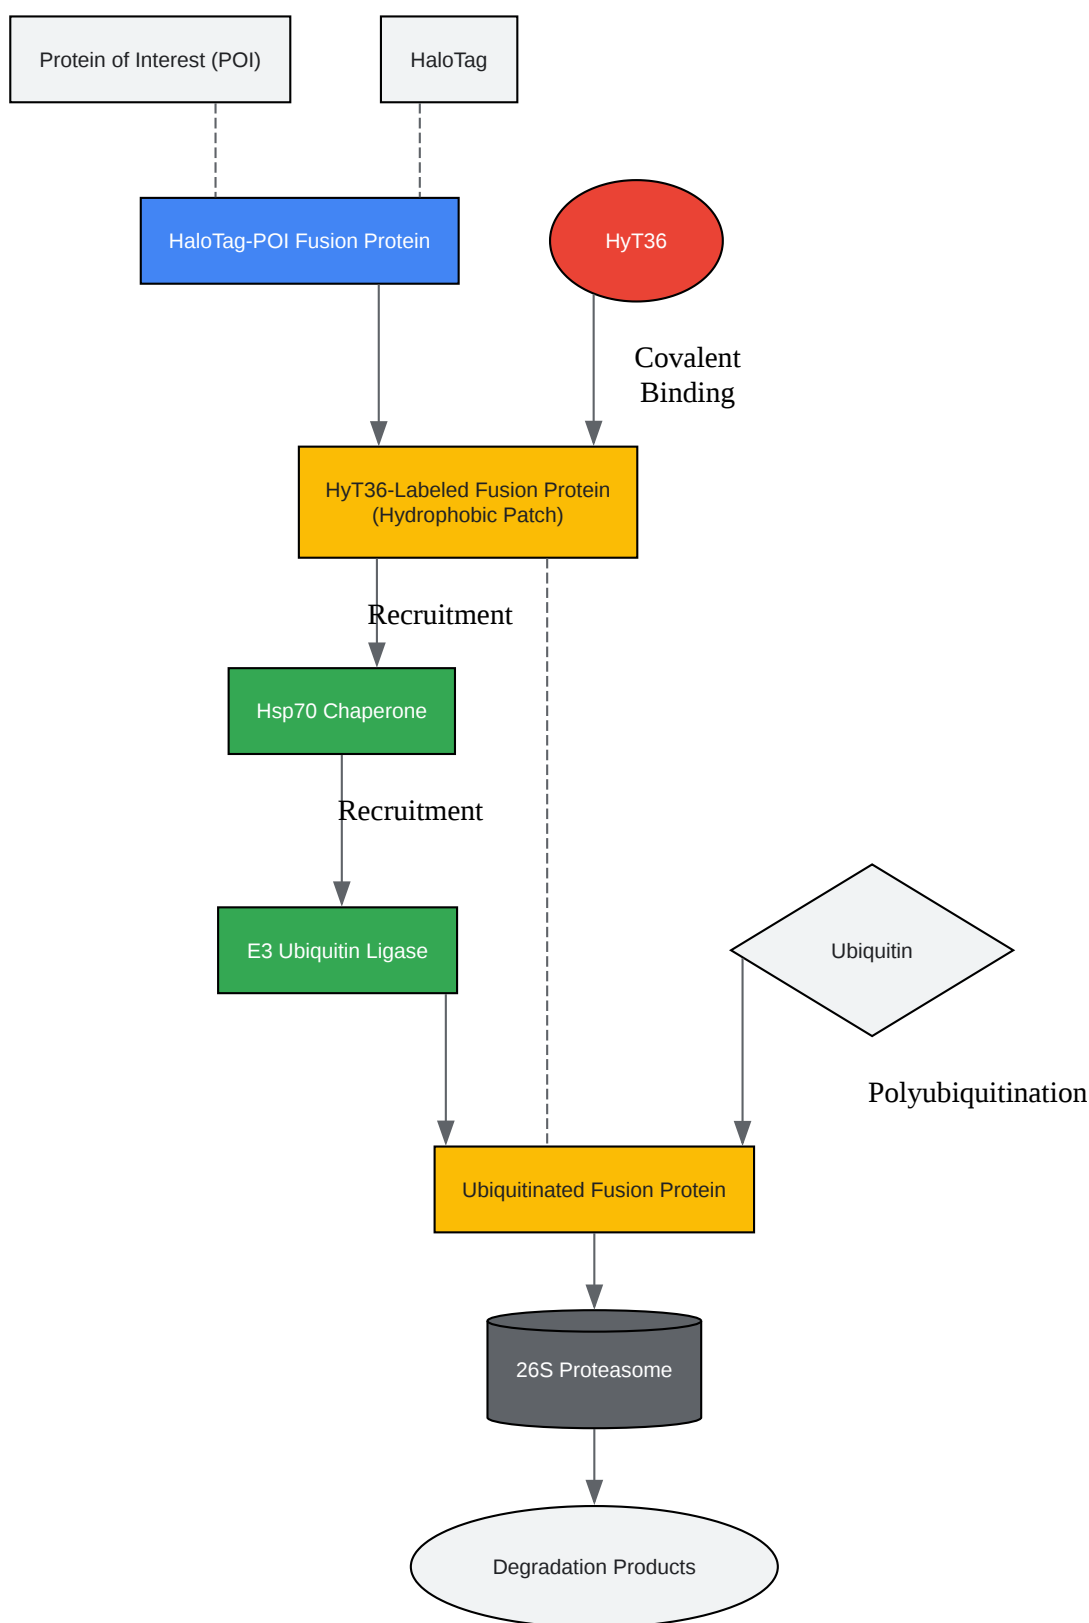 Protein of Interest (POI)
HaloTag
HaloTag-POI Fusion Protein
HyT36
Covalent
Binding
HyT36-Labeled Fusion Protein
(Hydrophobic Patch)
Recruitment
Hsp70 Chaperone
Recruitment
E3 Ubiquitin Ligase
Ubiquitin
Polyubiquitination
Ubiquitinated Fusion Protein
26S Proteasome
Degradation Products